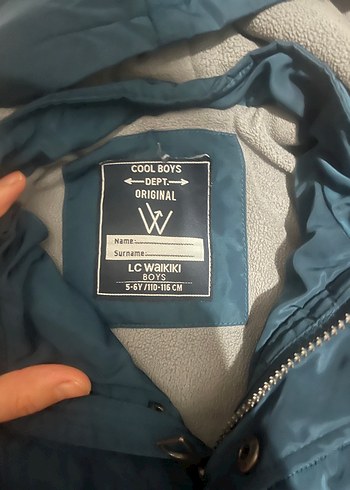 COOL BOYS
DEPT.
ORIGINAL
W
Name:
Surname:
LC WAIKIKI
BOYS
5-6Y /110-116 CM